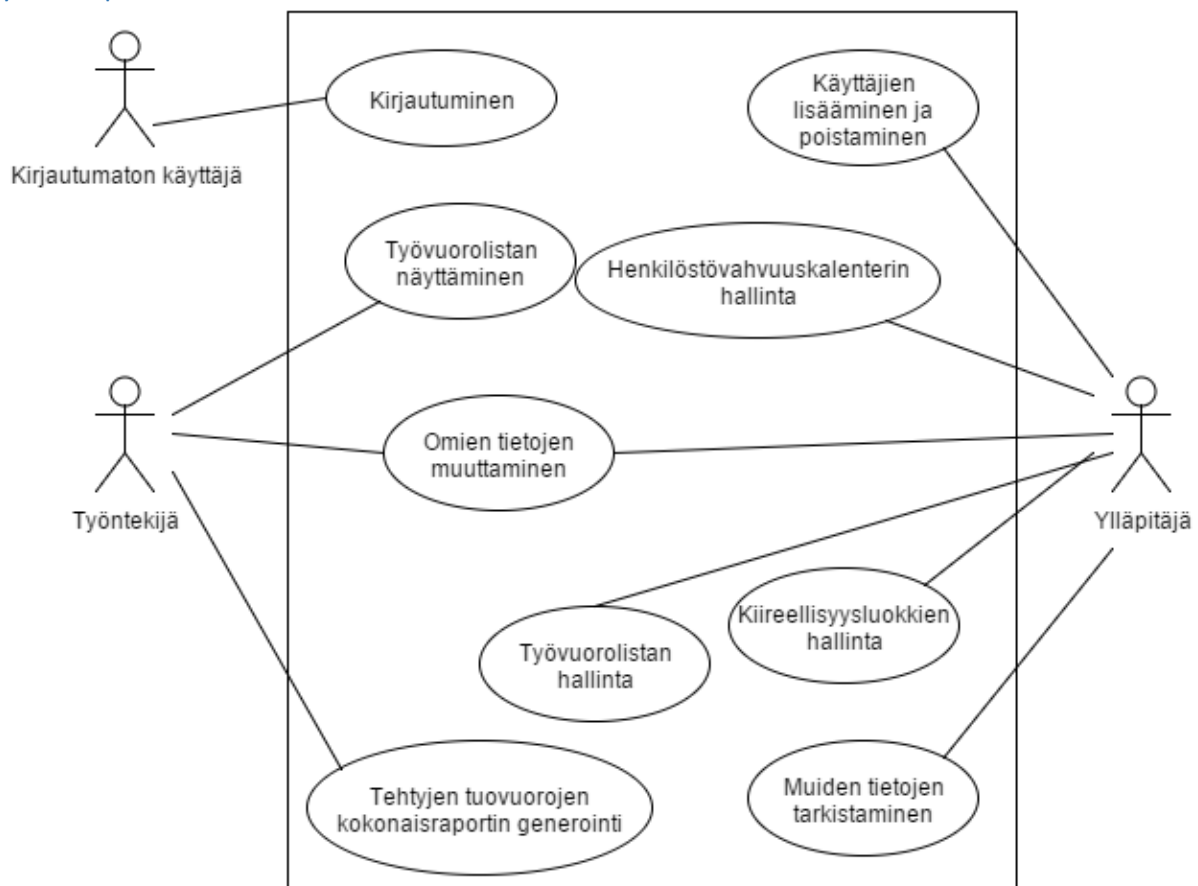 Kirjautuminen
Käyttäjien
lisääminen ja
poistaminen
Kirjautumaton käyttäjä
Työvuorolistan
näyttäminen
Henkilöstövahvuuskalenterin
hallinta
Omien tietojen
muuttaminen
Työntekijä
Ylläpitäjä
Kiireellisyysluokkien
hallinta
Työvuorolistan
hallinta
Tehtyjen tuovuorojen
kokonaisraportin generointi
Muiden tietojen
tarkistaminen